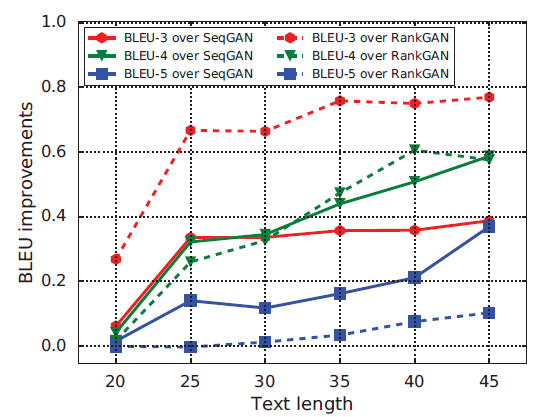 1.0
BLEU-3 over SeqGAN BLEU-3 over RankGAN
BLEU-4 over SeqGAN BLEU-4 over RankGAN
BLEU-5 over SeqGAN BLEU-5 over RankGAN
0.8
0.6
0.4
0.2
0.0
BLEU improvements
20 25 30 35 40 45
Text length